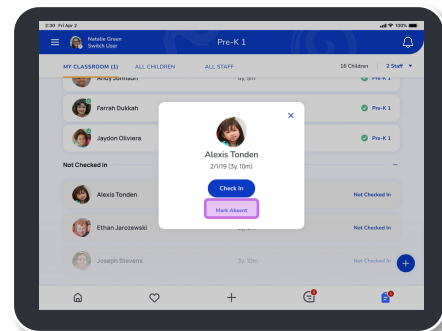 2:30 Fri Apr 2
100%
Natalie Green
Switch User
Pre-K 1
MY CLASSROOM (1) ALL CHILDREN ALL STAFF 16 Children 2 Staff
Pre-K 1
Farrah Dukkah Pre-K 1
Jaydon Oliviera Pre-K 1
Alexis Tonden
2/1/19 (3y, 10m)
Check In
Mark Absent
Not Checked In
Alexis Tonden Not Checked In
Ethan Jarozewski Not Checked In
Joseph Stevens 3y, 10m Not Checked In